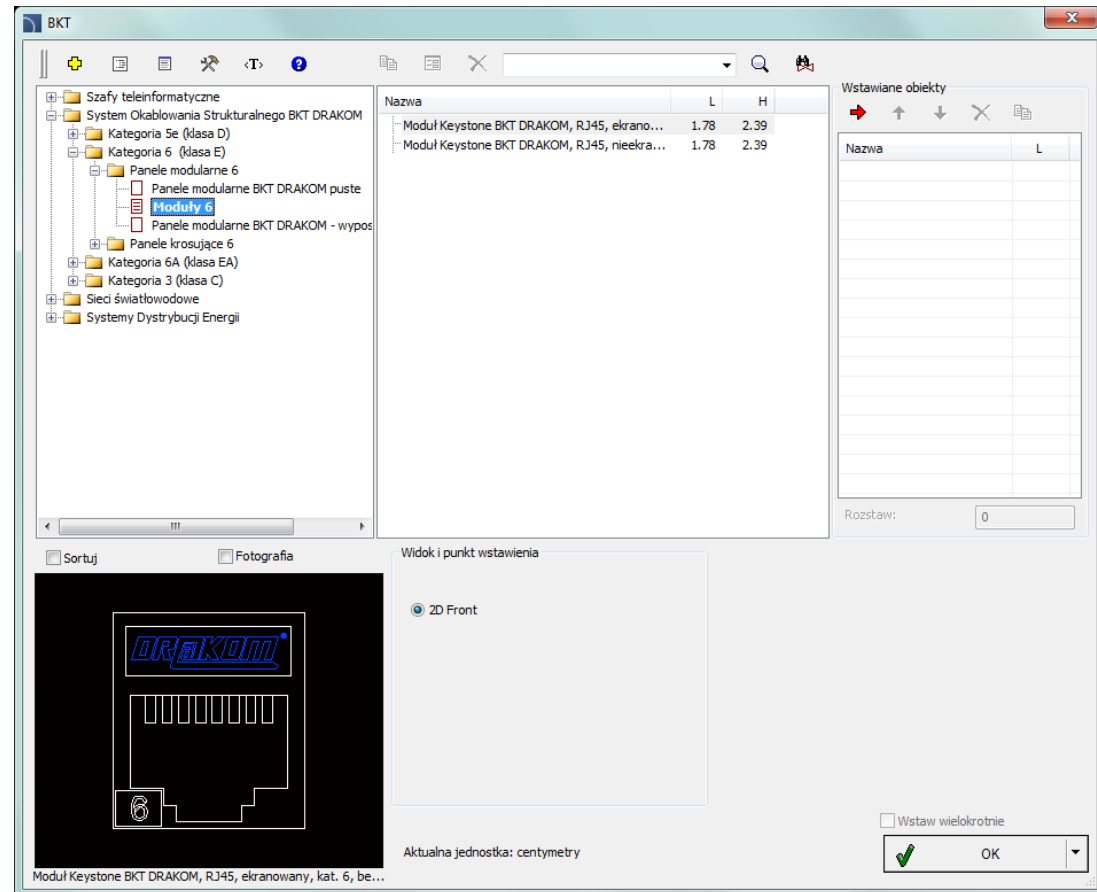 BKT
<T>
Szafy teleinformatyczne
System Okablowania Strukturalnego BKT DRAKOM
Kategoria 5e (klasa D)
Kategoria 6 (klasa E)
Panele modularne 6
Panele modularne BKT DRAKOM puste
Moduły 6
Panele modularne BKT DRAKOM - wypos
Panele krosujące 6
Kategoria 6A (klasa EA)
Kategoria 3 (klasa C)
Sieci światłowodowe
Systemy Dystrybucji Energii
Nazwa L H
Moduł Keystone BKT DRAKOM, RJ45, ekrano... 1.78 2.39
Moduł Keystone BKT DRAKOM, RJ45, nieekra... 1.78 2.39
Wstawiane obiekty
Nazwa L
Rozstaw: 0
Sortuj Fotografia
DR@KOM
6
Moduł Keystone BKT DRAKOM, RJ45, ekranowany, kat. 6, be...
Widok i punkt wstawienia
2D Front
Aktualna jednostka: centymetry
Wstaw wielokrotnie
OK